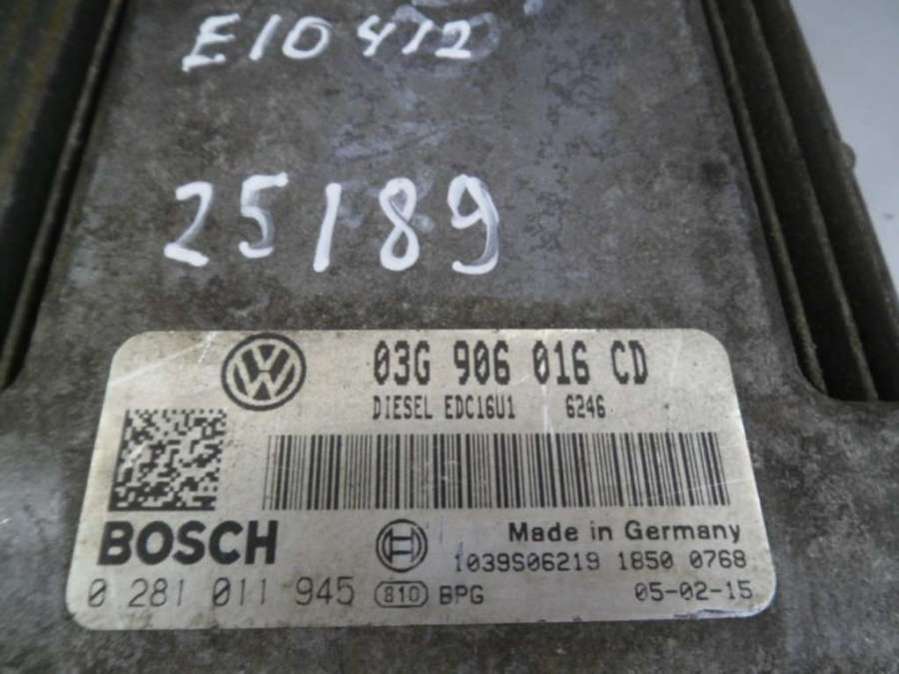 E10412
25189
03G 906 016 CD
DIESEL EDC16U1 6246
BOSCH
Made in Germany
1039S06219 1850 0768
0 281 011 945 810 BPG 05-02-15